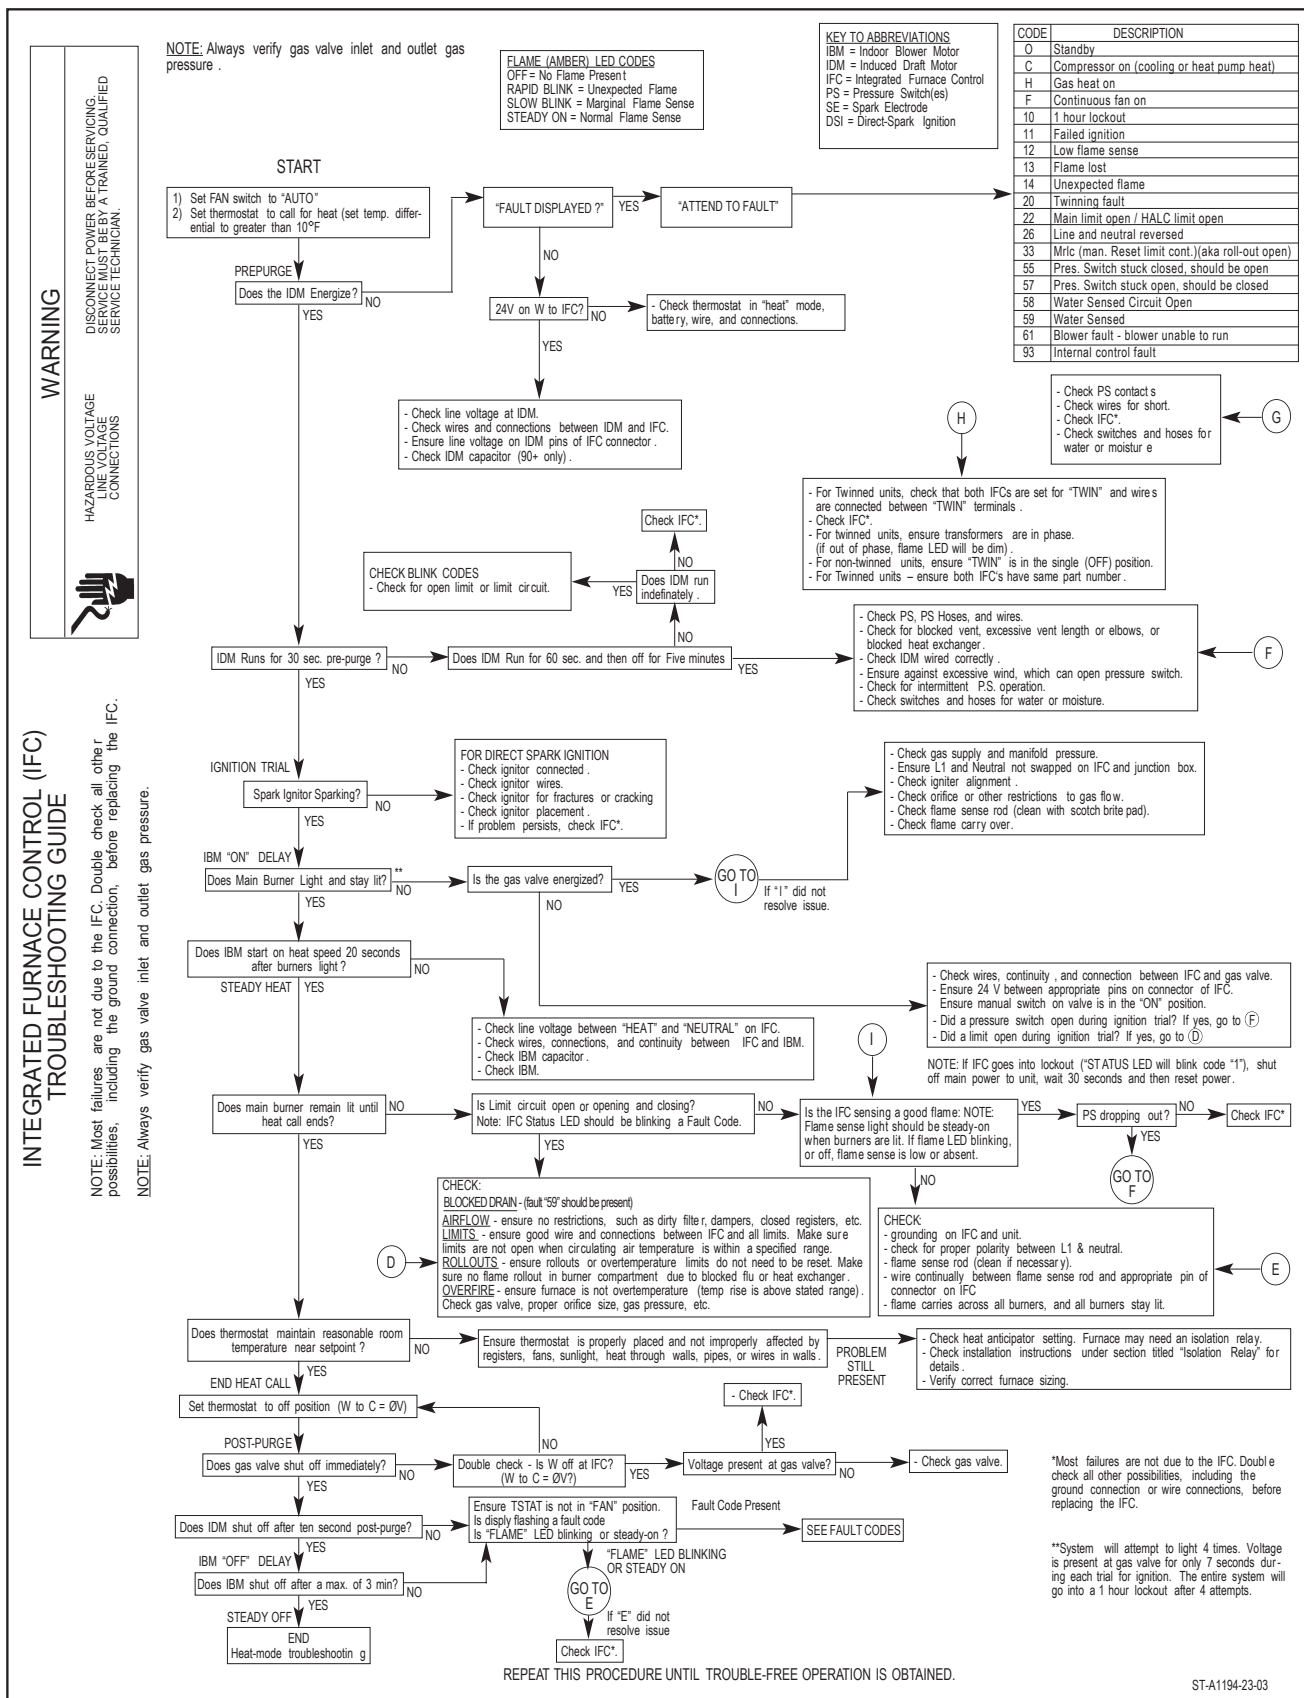 WARNING
HAZARDOUS VOLTAGE
LINE VOLTAGE
CONNECTIONS
DISCONNECT POWER BEFORE SERVICING.
SERVICE MUST BE BY A TRAINED, QUALIFIED
SERVICE TECHNICIAN.
INTEGRATED FURNACE CONTROL (IFC)
TROUBLESHOOTING GUIDE
NOTE: Most failures are not due to the IFC. Double check all other
possibilities, including the ground connection, before replacing the IFC.
NOTE: Always verify gas valve inlet and outlet gas pressure.
NOTE: Always verify gas valve inlet and outlet gas
pressure .
FLAME (AMBER) LED CODES
OFF = No Flame Present
RAPID BLINK = Unexpected Flame
SLOW BLINK = Marginal Flame Sense
STEADY ON = Normal Flame Sense
KEY TO ABBREVIATIONS
IBM = Indoor Blower Motor
IDM = Induced Draft Motor
IFC = Integrated Furnace Control
PS = Pressure Switch(es)
SE = Spark Electrode
DSI = Direct-Spark Ignition
CODE DESCRIPTION
O Standby
C Compressor on (cooling or heat pump heat)
H Gas heat on
F Continuous fan on
10 1 hour lockout
11 Failed ignition
12 Low flame sense
13 Flame lost
14 Unexpected flame
20 Twinning fault
22 Main limit open / HALC limit open
26 Line and neutral reversed
33 Mrlc (man. Reset limit cont.)(aka roll-out open)
55 Pres. Switch stuck closed, should be open
57 Pres. Switch stuck open, should be closed
58 Water Sensed Circuit Open
59 Water Sensed
61 Blower fault - blower unable to run
93 Internal control fault
START
1) Set FAN switch to “AUTO”
2) Set thermostat to call for heat (set temp. differ-
ential to greater than 10°F
“FAULT DISPLAYED ?”
YES
“ATTEND TO FAULT”
NO
PREPURGE
Does the IDM Energize?
NO
YES
24V on W to IFC?
NO
- Check thermostat in “heat” mode,
battery, wire, and connections.
YES
- Check line voltage at IDM.
- Check wires and connections between IDM and IFC.
- Ensure line voltage on IDM pins of IFC connector .
- Check IDM capacitor (90+ only) .
- Check PS contact s
- Check wires for short.
- Check IFC*.
- Check switches and hoses for
water or moistur e
G
H
- For Twinned units, check that both IFCs are set for “TWIN” and wires
are connected between “TWIN” terminals .
- Check IFC*.
- For twinned units, ensure transformers are in phase.
(if out of phase, flame LED will be dim) .
- For non-twinned units, ensure “TWIN” is in the single (OFF) position.
- For Twinned units – ensure both IFC's have same part number .
Check IFC*.
NO
CHECK BLINK CODES
- Check for open limit or limit circuit.
YES
Does IDM run
indefinately .
NO
IDM Runs for 30 sec. pre-purge ?
NO
Does IDM Run for 60 sec. and then off for Five minutes
YES
- Check PS, PS Hoses, and wires.
- Check for blocked vent, excessive vent length or elbows, or
blocked heat exchanger.
- Check IDM wired correctly .
- Ensure against excessive wind, which can open pressure switch.
- Check for intermittent P.S. operation.
- Check switches and hoses for water or moisture.
F
YES
IGNITION TRIAL
Spark Ignitor Sparking?
NO
FOR DIRECT SPARK IGNITION
- Check ignitor connected .
- Check ignitor wires.
- Check ignitor for fractures or cracking
- Check ignitor placement .
- If problem persists, check IFC*.
- Check gas supply and manifold pressure.
- Ensure L1 and Neutral not swapped on IFC and junction box.
- Check igniter alignment .
- Check orifice or other restrictions to gas flow.
- Check flame sense rod (clean with scotch brite pad).
- Check flame carry over.
YES
IBM “ON” DELAY
Does Main Burner Light and stay lit?
**
NO
Is the gas valve energized?
YES
GO TO
I
If “I” did not
resolve issue.
YES
NO
Does IBM start on heat speed 20 seconds
after burners light ?
NO
STEADY HEAT YES
- Check line voltage between “HEAT” and “NEUTRAL” on IFC.
- Check wires, connections, and continuity between IFC and IBM.
- Check IBM capacitor .
- Check IBM.
- Check wires, continuity , and connection between IFC and gas valve.
- Ensure 24 V between appropriate pins on connector of IFC.
Ensure manual switch on valve is in the “ON” position.
- Did a pressure switch open during ignition trial? If yes, go to F
- Did a limit open during ignition trial? If yes, go to D
NOTE: If IFC goes into lockout (“STATUS LED will blink code “1”), shut
off main power to unit, wait 30 seconds and then reset power .
I
Does main burner remain lit until
heat call ends?
NO
Is Limit circuit open or opening and closing?
Note: IFC Status LED should be blinking a Fault Code.
NO
Is the IFC sensing a good flame: NOTE:
Flame sense light should be steady-on
when burners are lit. If flame LED blinking,
or off, flame sense is low or absent.
YES
PS dropping out?
NO
Check IFC*
YES
GO TO
F
YES
YES
NO
CHECK:
BLOCKED DRAIN - (fault “59” should be present)
AIRFLOW - ensure no restrictions, such as dirty filter, dampers, closed registers, etc.
LIMITS - ensure good wire and connections between IFC and all limits. Make sure
limits are not open when circulating air temperature is within a specified range.
ROLLOUTS - ensure rollouts or overtemperature limits do not need to be reset. Make
sure no flame rollout in burner compartment due to blocked flu or heat exchanger .
OVERFIRE - ensure furnace is not overtemperature (temp rise is above stated range) .
Check gas valve, proper orifice size, gas pressure, etc.
D
CHECK:
- grounding on IFC and unit.
- check for proper polarity between L1 & neutral.
- flame sense rod (clean if necessary).
- wire continually between flame sense rod and appropriate pin of
connector on IFC
- flame carries across all burners, and all burners stay lit.
E
Does thermostat maintain reasonable room
temperature near setpoint ?
NO
Ensure thermostat is properly placed and not improperly affected by
registers, fans, sunlight, heat through walls, pipes, or wires in walls .
PROBLEM
STILL
PRESENT
- Check heat anticipator setting. Furnace may need an isolation relay.
- Check installation instructions under section titled “Isolation Relay” for
details .
- Verify correct furnace sizing.
YES
END HEAT CALL
Set thermostat to off position (W to C = ØV)
- Check IFC*.
POST-PURGE
NO
YES
Does gas valve shut off immediately?
NO
Double check - Is W off at IFC?
(W to C = ØV?)
YES
Voltage present at gas valve?
NO
- Check gas valve.
YES
Does IDM shut off after ten second post-purge?
NO
Ensure TSTAT is not in “FAN” position.
Is disply flashing a fault code
Is “FLAME” LED blinking or steady-on ?
Fault Code Present
SEE FAULT CODES
YES
IBM “OFF” DELAY
Does IBM shut off after a max. of 3 min?
NO
“FLAME” LED BLINKING
OR STEADY ON
GO TO
E
If “E” did not
resolve issue
Check IFC*.
YES
STEADY OFF
END
Heat-mode troubleshootin g
*Most failures are not due to the IFC. Double
check all other possibilities, including the
ground connection or wire connections, before
replacing the IFC.
**System will attempt to light 4 times. Voltage
is present at gas valve for only 7 seconds dur-
ing each trial for ignition. The entire system will
go into a 1 hour lockout after 4 attempts.
REPEAT THIS PROCEDURE UNTIL TROUBLE-FREE OPERATION IS OBTAINED.
ST-A1194-23-03